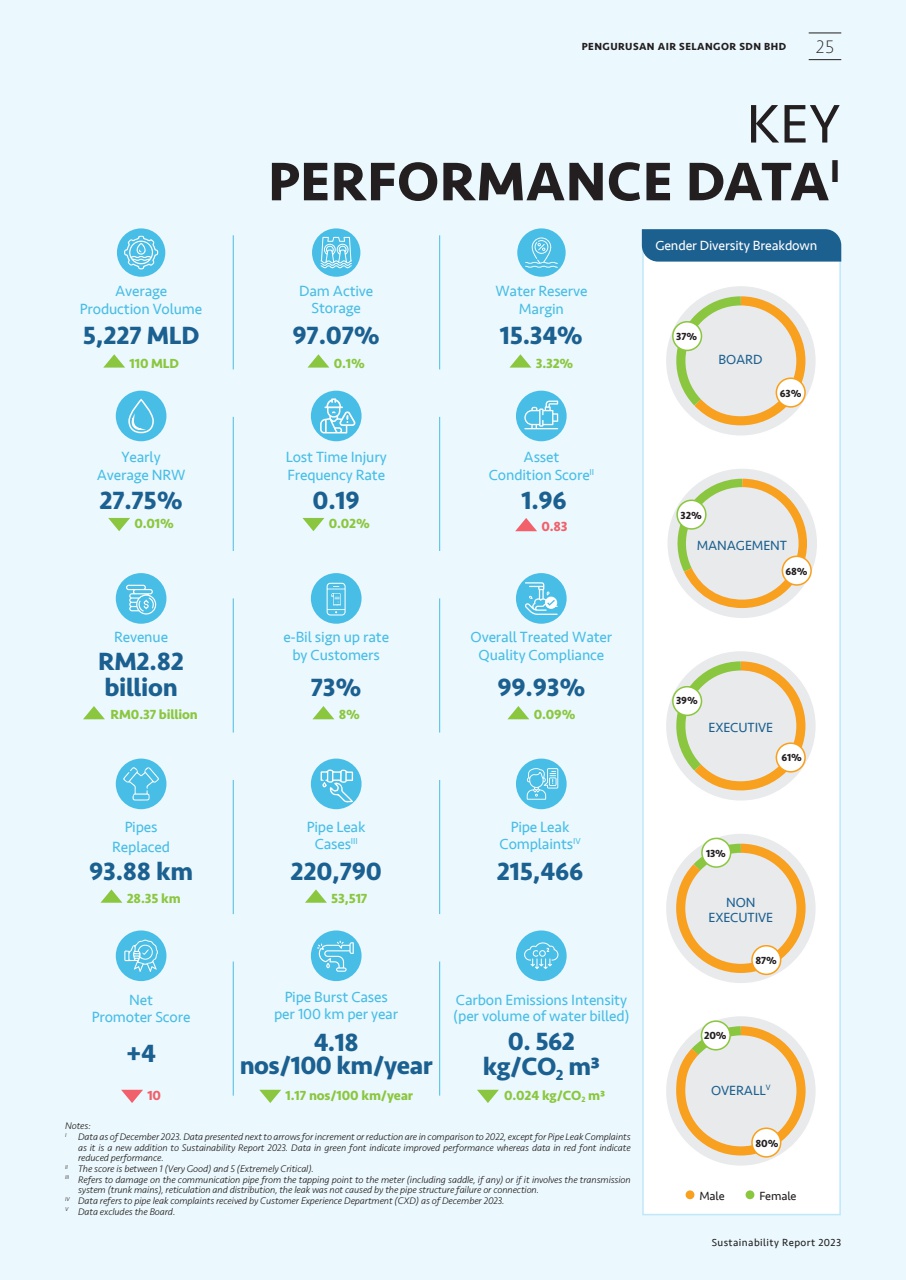 PENGURUSAN AIR SELANGOR SDN BHD
25
KEY
PERFORMANCE DATAᴵ
Average
Production Volume
5,227 MLD
110 MLD
Dam Active
Storage
97.07%
0.1%
Water Reserve
Margin
15.34%
3.32%
Yearly
Average NRW
27.75%
0.01%
Lost Time Injury
Frequency Rate
0.19
0.02%
Asset
Condition Scoreᴵᴵ
1.96
0.83
Revenue
RM2.82
billion
RM0.37 billion
e-Bil sign up rate
by Customers
73%
8%
Overall Treated Water
Quality Compliance
99.93%
0.09%
Pipes
Replaced
93.88 km
28.35 km
Pipe Leak
Casesᴵᴵᴵ
220,790
53,517
Pipe Leak
Complaintsᴵⱽ
215,466
Net
Promoter Score
+4
10
Pipe Burst Cases
per 100 km per year
4.18
nos/100 km/year
1.17 nos/100 km/year
CO²
Carbon Emissions Intensity
(per volume of water billed)
0. 562
kg/CO₂ m³
0.024 kg/CO₂ m³
Gender Diversity Breakdown
37%
BOARD
63%
32%
MANAGEMENT
68%
39%
EXECUTIVE
61%
13%
NON
EXECUTIVE
87%
20%
OVERALLⱽ
80%
Male Female
Notes:
ᴵ Data as of December 2023. Data presented next to arrows for increment or reduction are in comparison to 2022, except for Pipe Leak Complaints
as it is a new addition to Sustainability Report 2023. Data in green font indicate improved performance whereas data in red font indicate
reduced performance.
ᴵᴵ The score is between 1 (Very Good) and 5 (Extremely Critical).
ᴵᴵᴵ Refers to damage on the communication pipe from the tapping point to the meter (including saddle, if any) or if it involves the transmission
system (trunk mains), reticulation and distribution, the leak was not caused by the pipe structure failure or connection.
ᴵⱽ Data refers to pipe leak complaints received by Customer Experience Department (CXD) as of December 2023.
ⱽ Data excludes the Board.
Sustainability Report 2023